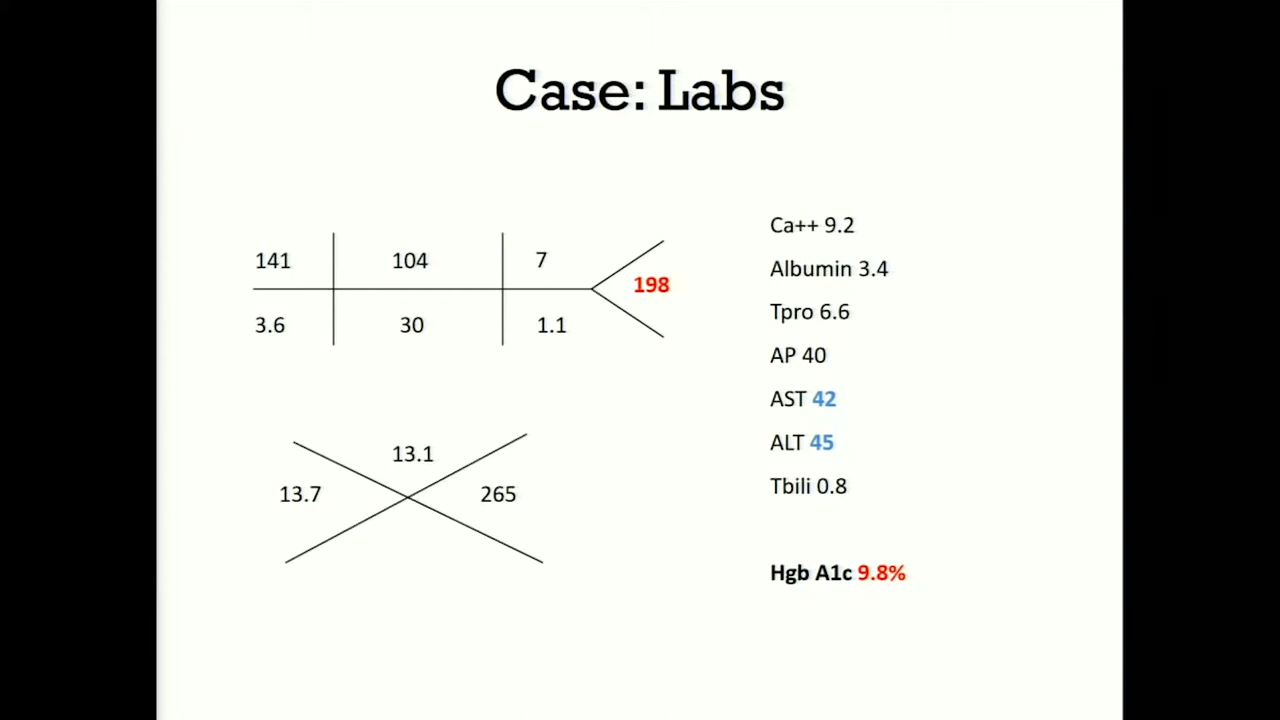 Case: Labs
141 104 7
198
3.6 30 1.1
13.1
13.7 265
Ca++ 9.2
Albumin 3.4
Tpro 6.6
AP 40
AST 42
ALT 45
Tbili 0.8
Hgb A1c 9.8%